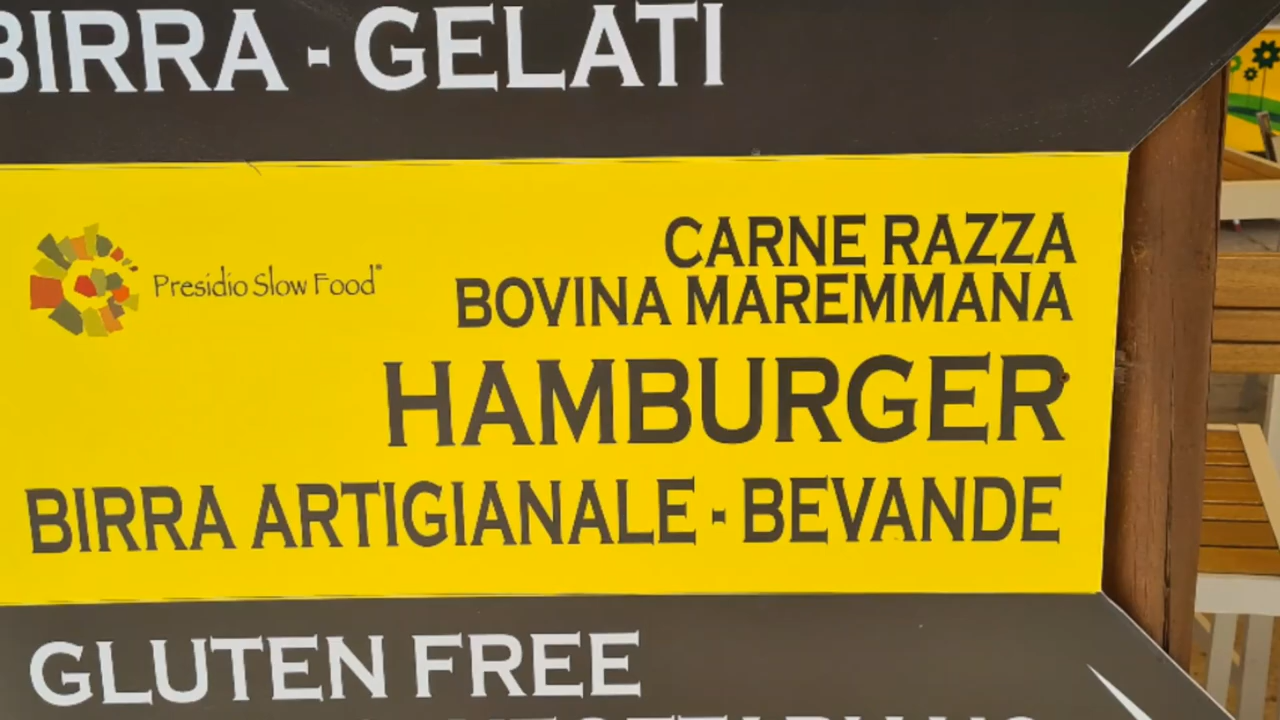 BIRRA - GELATI
Presidio Slow Food®
CARNE RAZZA
BOVINA MAREMMANA
HAMBURGER
BIRRA ARTIGIANALE - BEVANDE
GLUTEN FREE